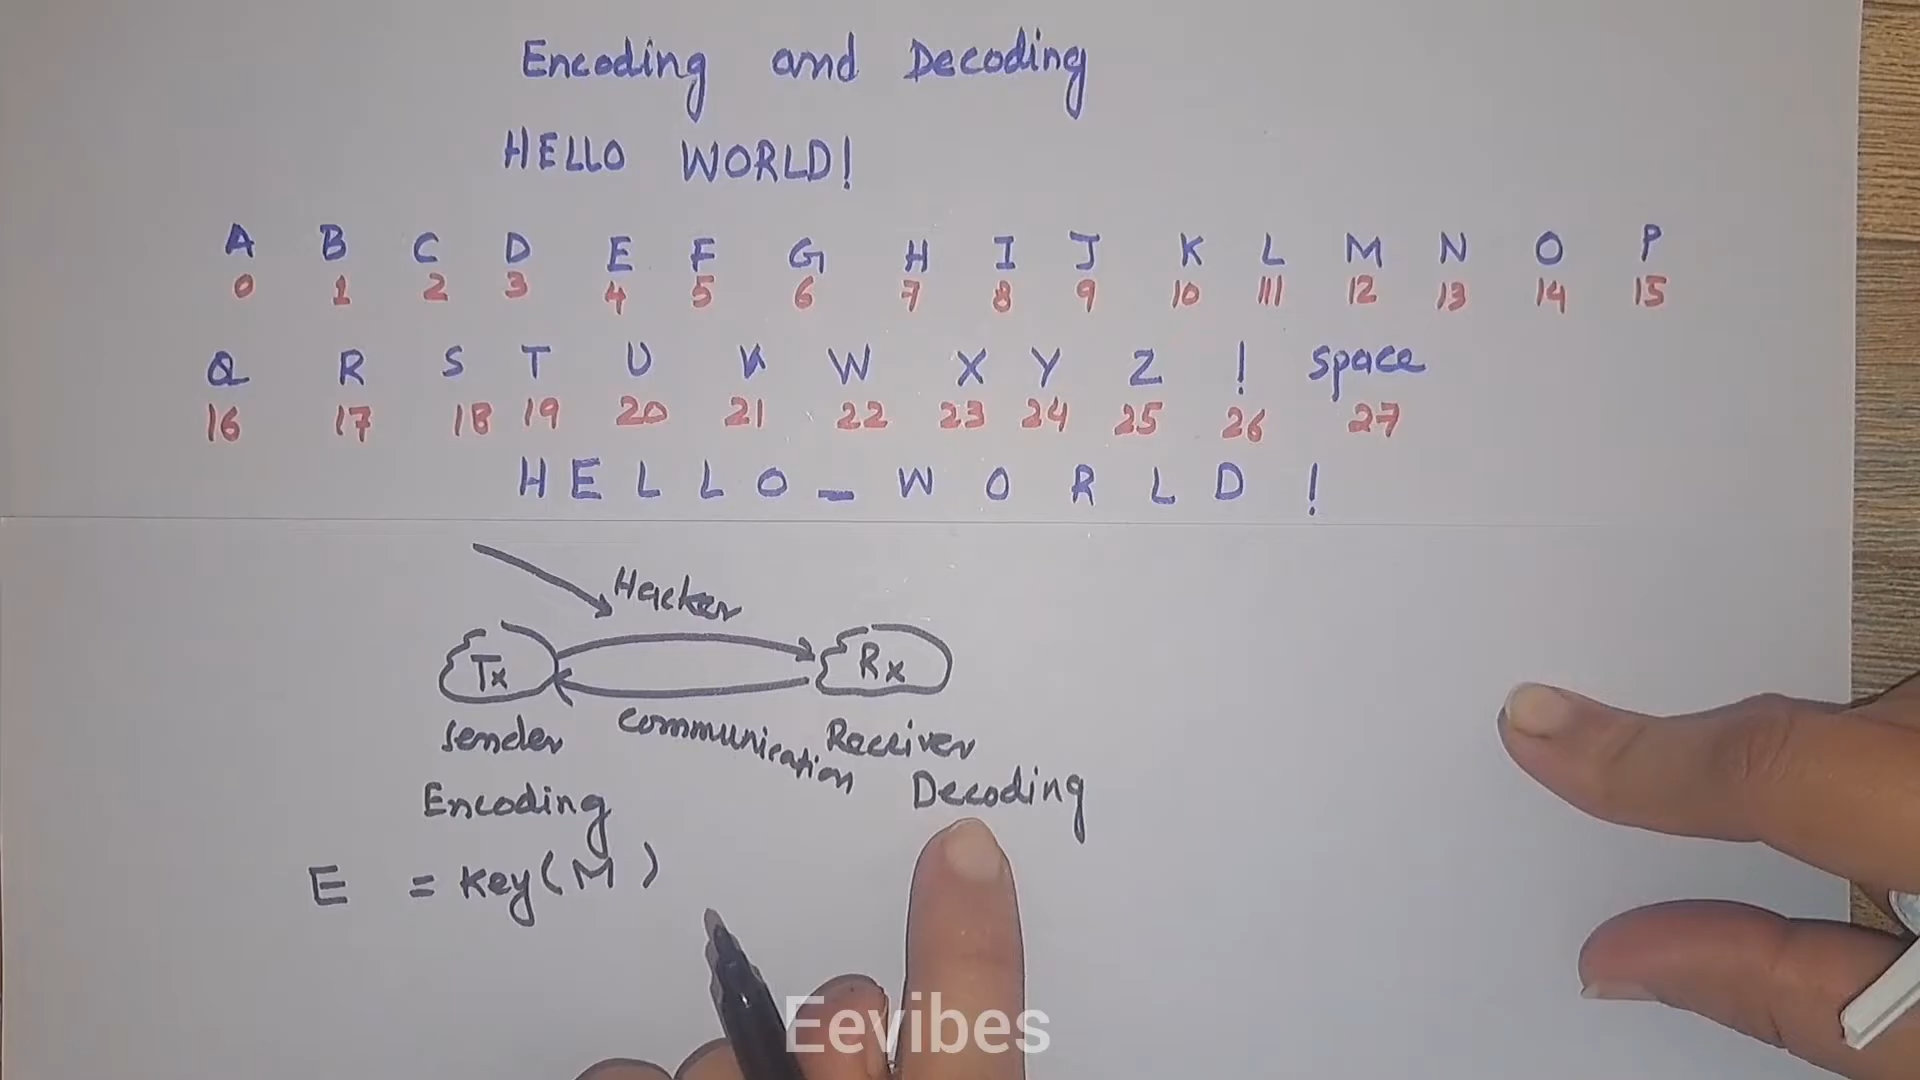 Encoding and Decoding
HELLO WORLD!
A B C D E F G H I J K L M N O P
0 1 2 3 4 5 6 7 8 9 10 11 12 13 14 15
Q R S T U V W X Y Z ! space
16 17 18 19 20 21 22 23 24 25 26 27
H E L L O _ W O R L D !
Hacker
Tx Rx
Sender communication Receiver
Encoding Decoding
E = Key(M)
Eevibes